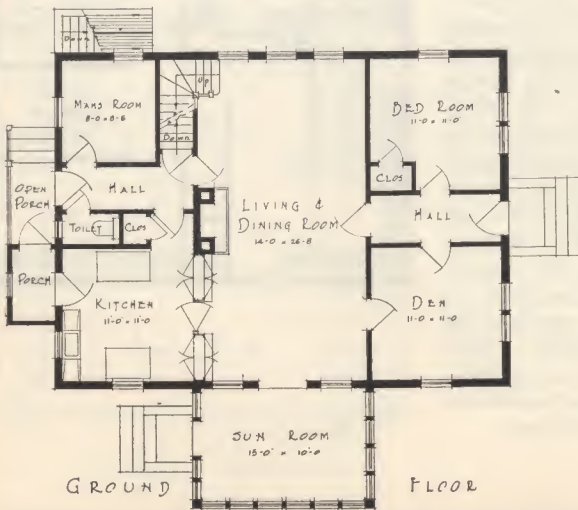 DOWN
UP
MAIDS ROOM
8-0 x 8-6
BED ROOM
11-0 x 11-0
DOWN
CLOS
OPEN
PORCH
HALL
LIVING &
DINING ROOM
14-0 x 26-8
HALL
TOILET
CLOS
PORCH
KITCHEN
11-0 x 11-0
DEN
11-0 x 11-0
SUN ROOM
15-0 x 10-0
GROUND FLOOR